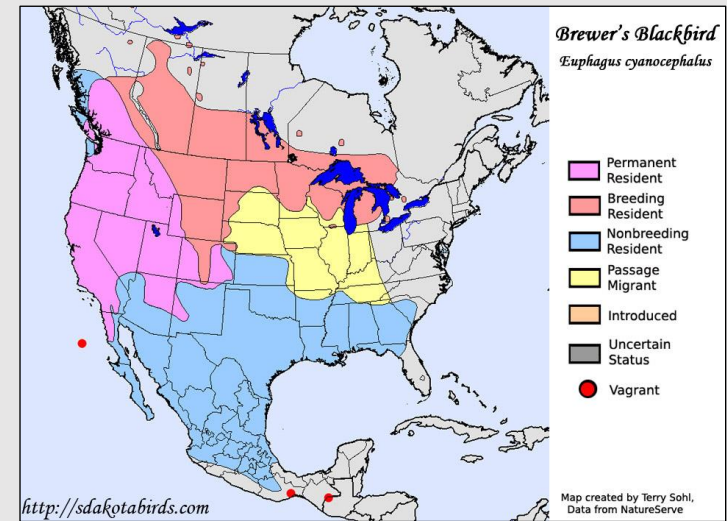 Brewer's Blackbird
Euphagus cyanocephalus
Permanent
Resident
Breeding
Resident
Nonbreeding
Resident
Passage
Migrant
Introduced
Uncertain
Status
Vagrant
Map created by Terry Sohl,
Data from NatureServe
http://sdakotabirds.com